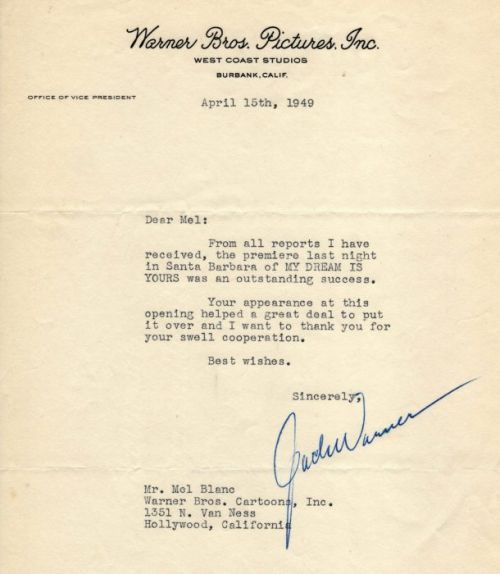 Warner Bros. Pictures, Inc.
WEST COAST STUDIOS
BURBANK, CALIF.
OFFICE OF VICE PRESIDENT
April 15th, 1949
Dear Mel:
From all reports I have
received, the premiere last night
in Santa Barbara of MY DREAM IS
YOURS was an outstanding success.
Your appearance at this
opening helped a great deal to put
it over and I want to thank you for
your swell cooperation.
Best wishes.
Sincerely,
Jack Warner
Mr. Mel Blanc
Warner Bros. Cartoons, Inc.
1351 N. Van Ness
Hollywood, California